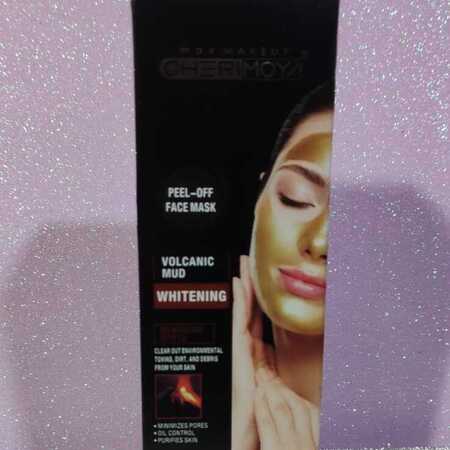 MAKEUP
CHERIMOYA
PEEL-OFF
FACE MASK
VOLCANIC
MUD
WHITENING
CLEAR OUT ENVIRONMENTAL
TOXINS, DIRT, AND DEBRIS
FROM YOUR SKIN
• MINIMIZES PORES
• OIL CONTROL
• PURIFIES SKIN